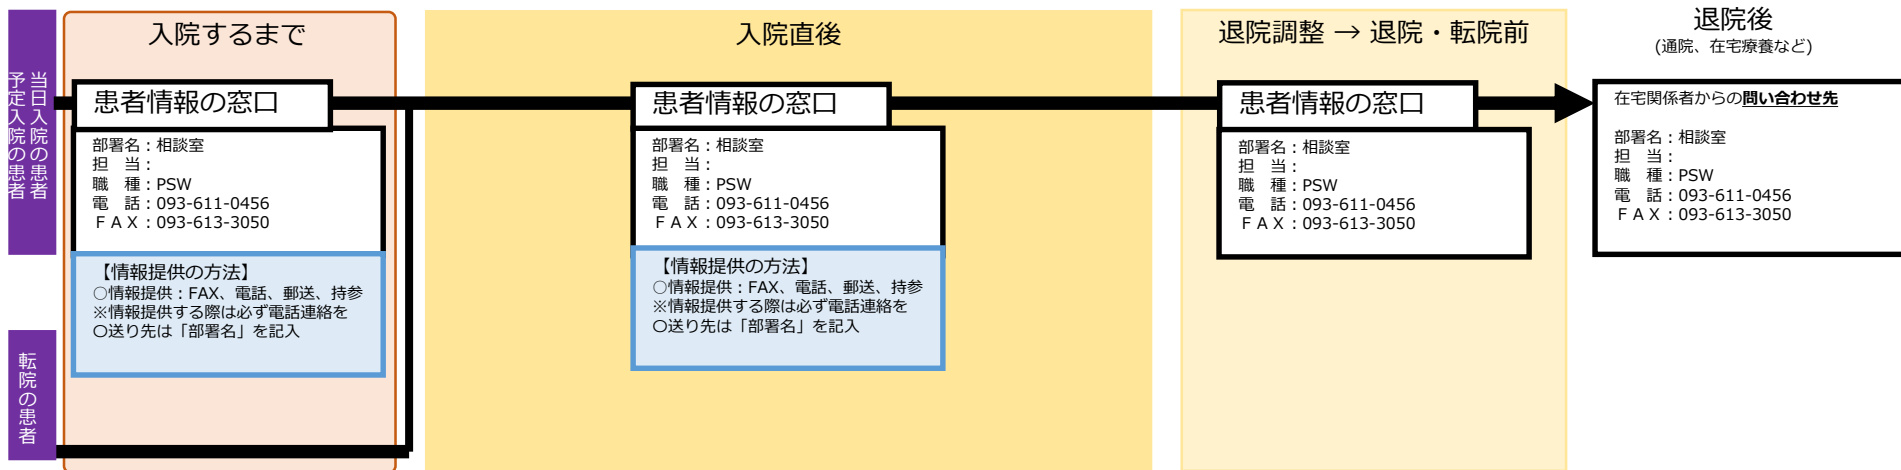 当日入院の患者
予定入院の患者
転院の患者
入院するまで
患者情報の窓口
部署名：相談室
担　当：
職　種：PSW
電　話：093-611-0456
ＦＡＸ：093-613-3050
【情報提供の方法】
○情報提供：FAX、電話、郵送、持参
※情報提供する際は必ず電話連絡を
〇送り先は「部署名」を記入
入院直後
患者情報の窓口
部署名：相談室
担　当：
職　種：PSW
電　話：093-611-0456
ＦＡＸ：093-613-3050
【情報提供の方法】
○情報提供：FAX、電話、郵送、持参
※情報提供する際は必ず電話連絡を
〇送り先は「部署名」を記入
退院調整 → 退院・転院前
患者情報の窓口
部署名：相談室
担　当：
職　種：PSW
電　話：093-611-0456
ＦＡＸ：093-613-3050
退院後
(通院、在宅療養など)
在宅関係者からの問い合わせ先
部署名：相談室
担　当：
職　種：PSW
電　話：093-611-0456
ＦＡＸ：093-613-3050